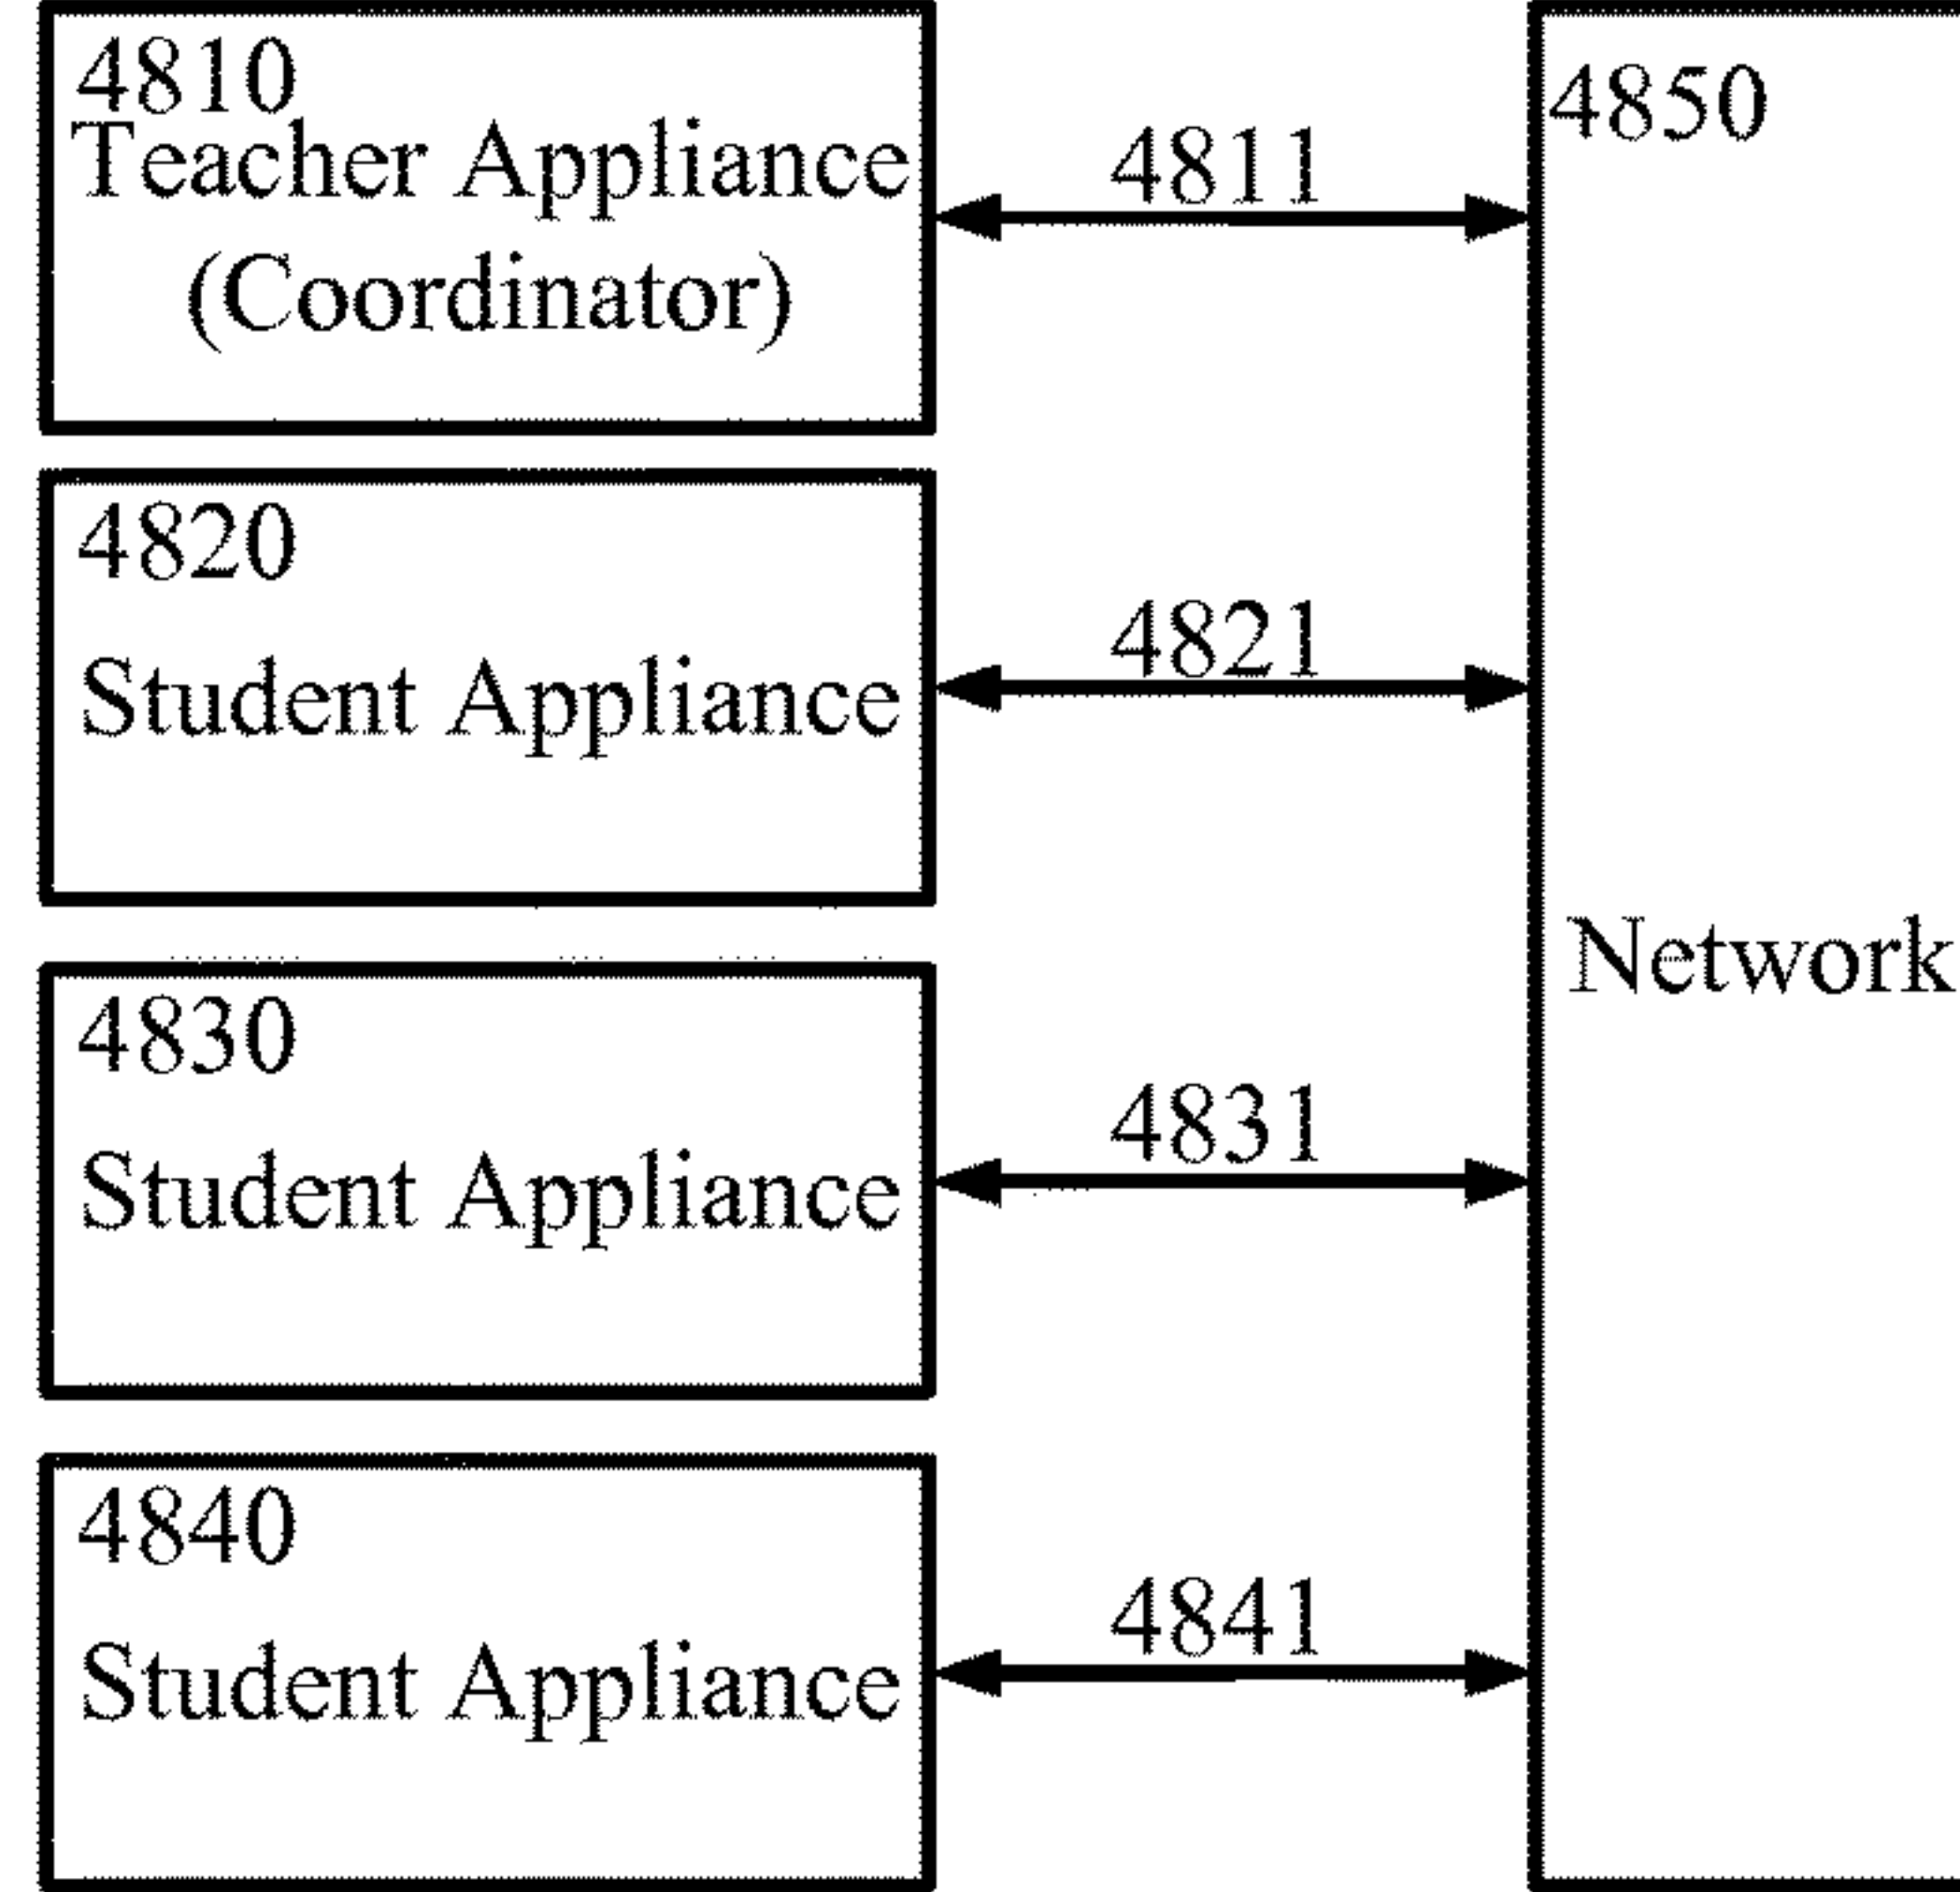 4810
Teacher Appliance
(Coordinator)
4811
4850
4820
Student Appliance
4821
Network
4830
Student Appliance
4831
4840
Student Appliance
4841